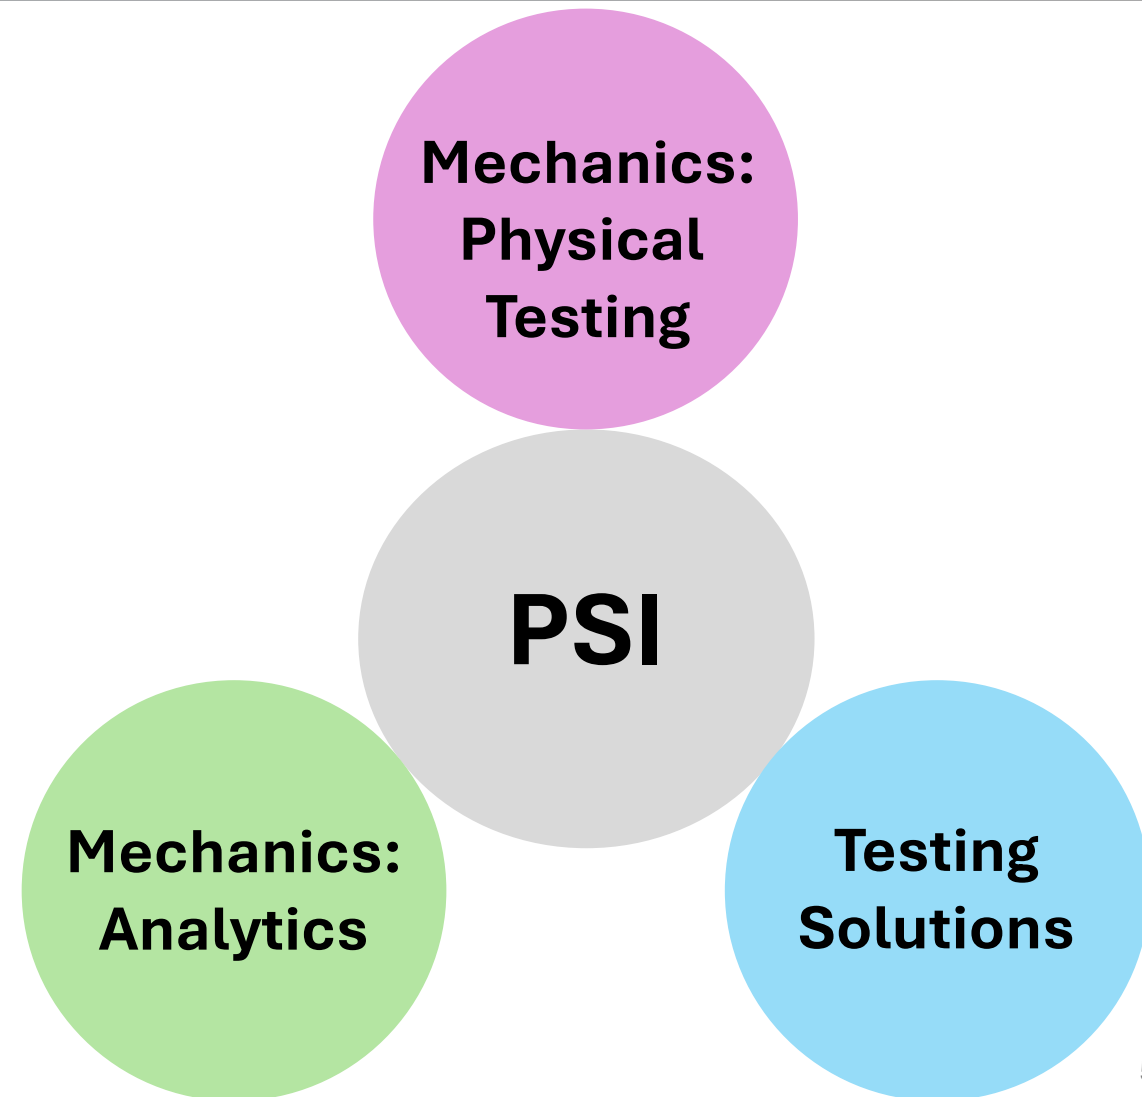 Mechanics:
Physical
Testing
PSI
Mechanics:
Analytics
Testing
Solutions